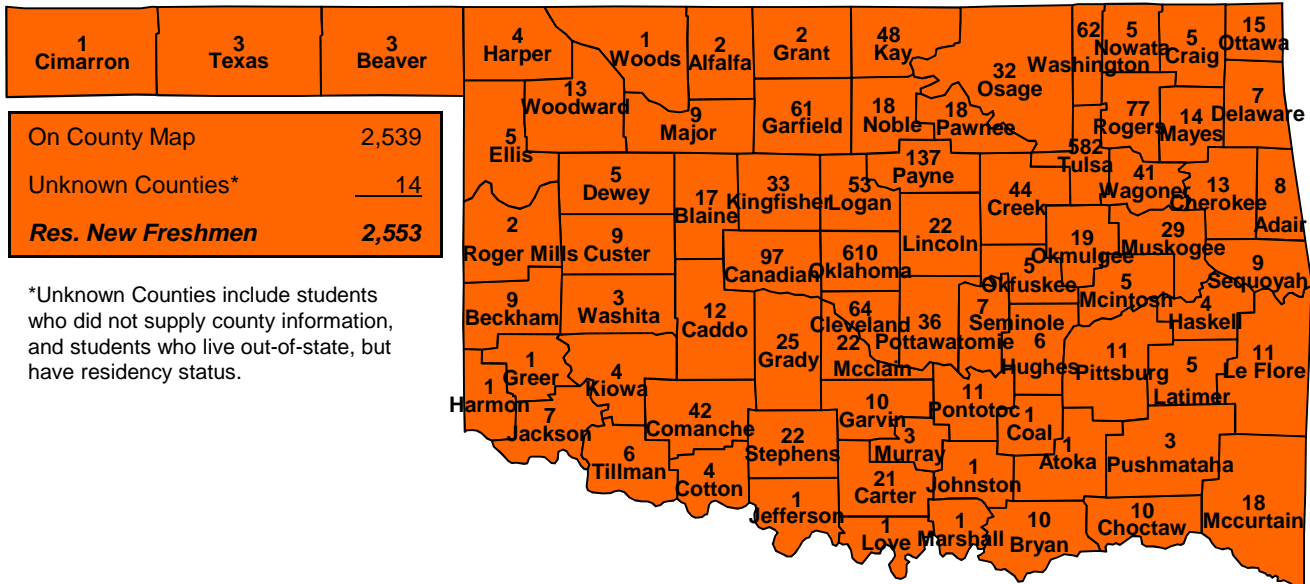 1
Cimarron
3
Texas
3
Beaver
4
Harper
1
Woods
2
Alfalfa
2
Grant
48
Kay
32
Osage
62
Washington
5
Nowata
5
Craig
15
Ottawa
13
Woodward
9
Major
61
Garfield
18
Noble
18
Pawnee
77
Rogers
14
Mayes
7
Delaware
On County Map 2,539
Unknown Counties* 14
Res. New Freshmen 2,553
5
Ellis
5
Dewey
17
Blaine
33
Kingfisher
53
Logan
137
Payne
44
Creek
582
Tulsa
41
Wagoner
13
Cherokee
8
Adair
2
Roger Mills
9
Custer
97
Canadian
610
Oklahoma
22
Lincoln
5
Okfuskee
19
Okmulgee
29
Muskogee
9
Sequoyah
*Unknown Counties include students
who did not supply county information,
and students who live out-of-state, but
have residency status.
9
Beckham
3
Washita
12
Caddo
25
Grady
64
Cleveland
22
Mcclain
36
Pottawatomie
7
Seminole
6
Hughes
5
Mcintosh
4
Haskell
11
Pittsburg
5
Latimer
11
Le Flore
1
Harmon
1
Greer
4
Kiowa
7
Jackson
42
Comanche
6
Tillman
4
Cotton
22
Stephens
10
Garvin
3
Murray
11
Pontotoc
1
Coal
1
Atoka
3
Pushmataha
1
Jefferson
21
Carter
1
Johnston
1
Love
1
Marshall
10
Bryan
10
Choctaw
18
Mccurtain